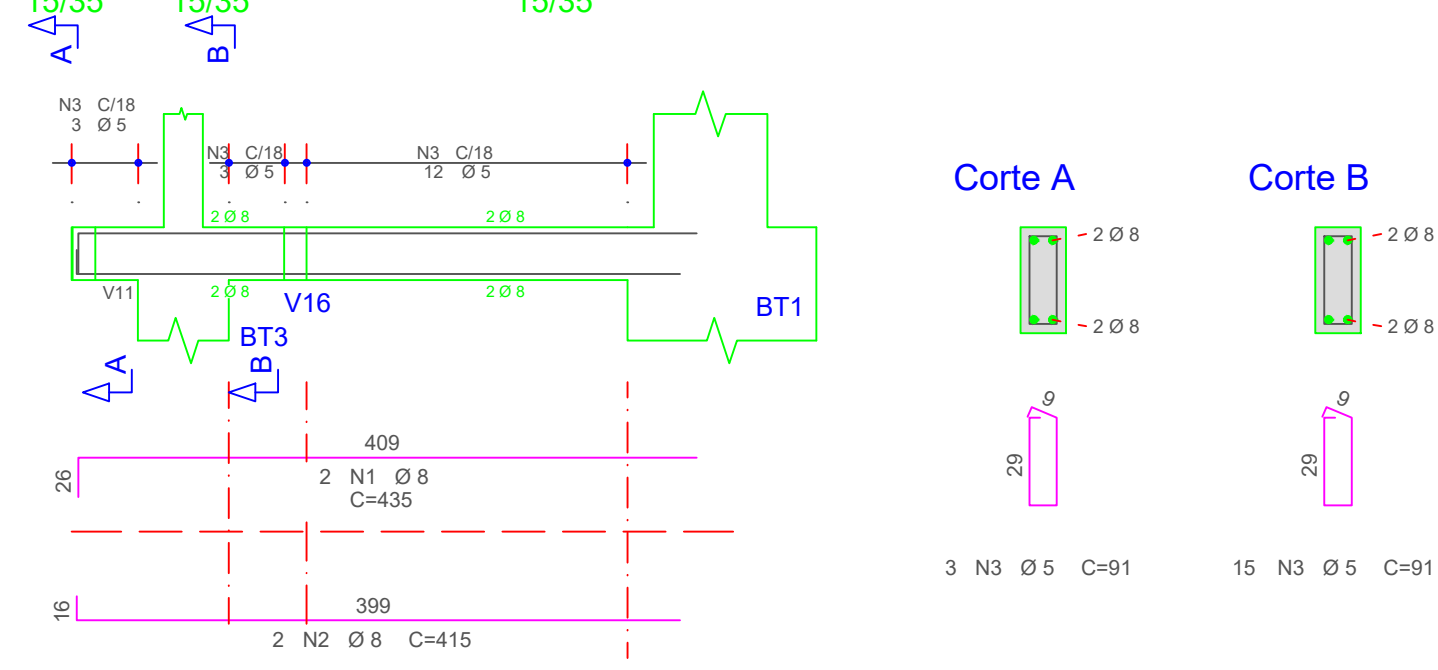 15/35 15/35 15/35
A B
N3 C/18
3 Ø 5
N3 C/18
3 Ø 5
N3 C/18
12 Ø 5
2 Ø 8 2 Ø 8
V11 2 Ø 8 2 Ø 8
V16
BT1
BT3
A B
409
26
2 N1 Ø 8
C=435
399
16
2 N2 Ø 8 C=415
Corte A
2 Ø 8
2 Ø 8
9
29
3 N3 Ø 5 C=91
Corte B
2 Ø 8
2 Ø 8
9
29
15 N3 Ø 5 C=91